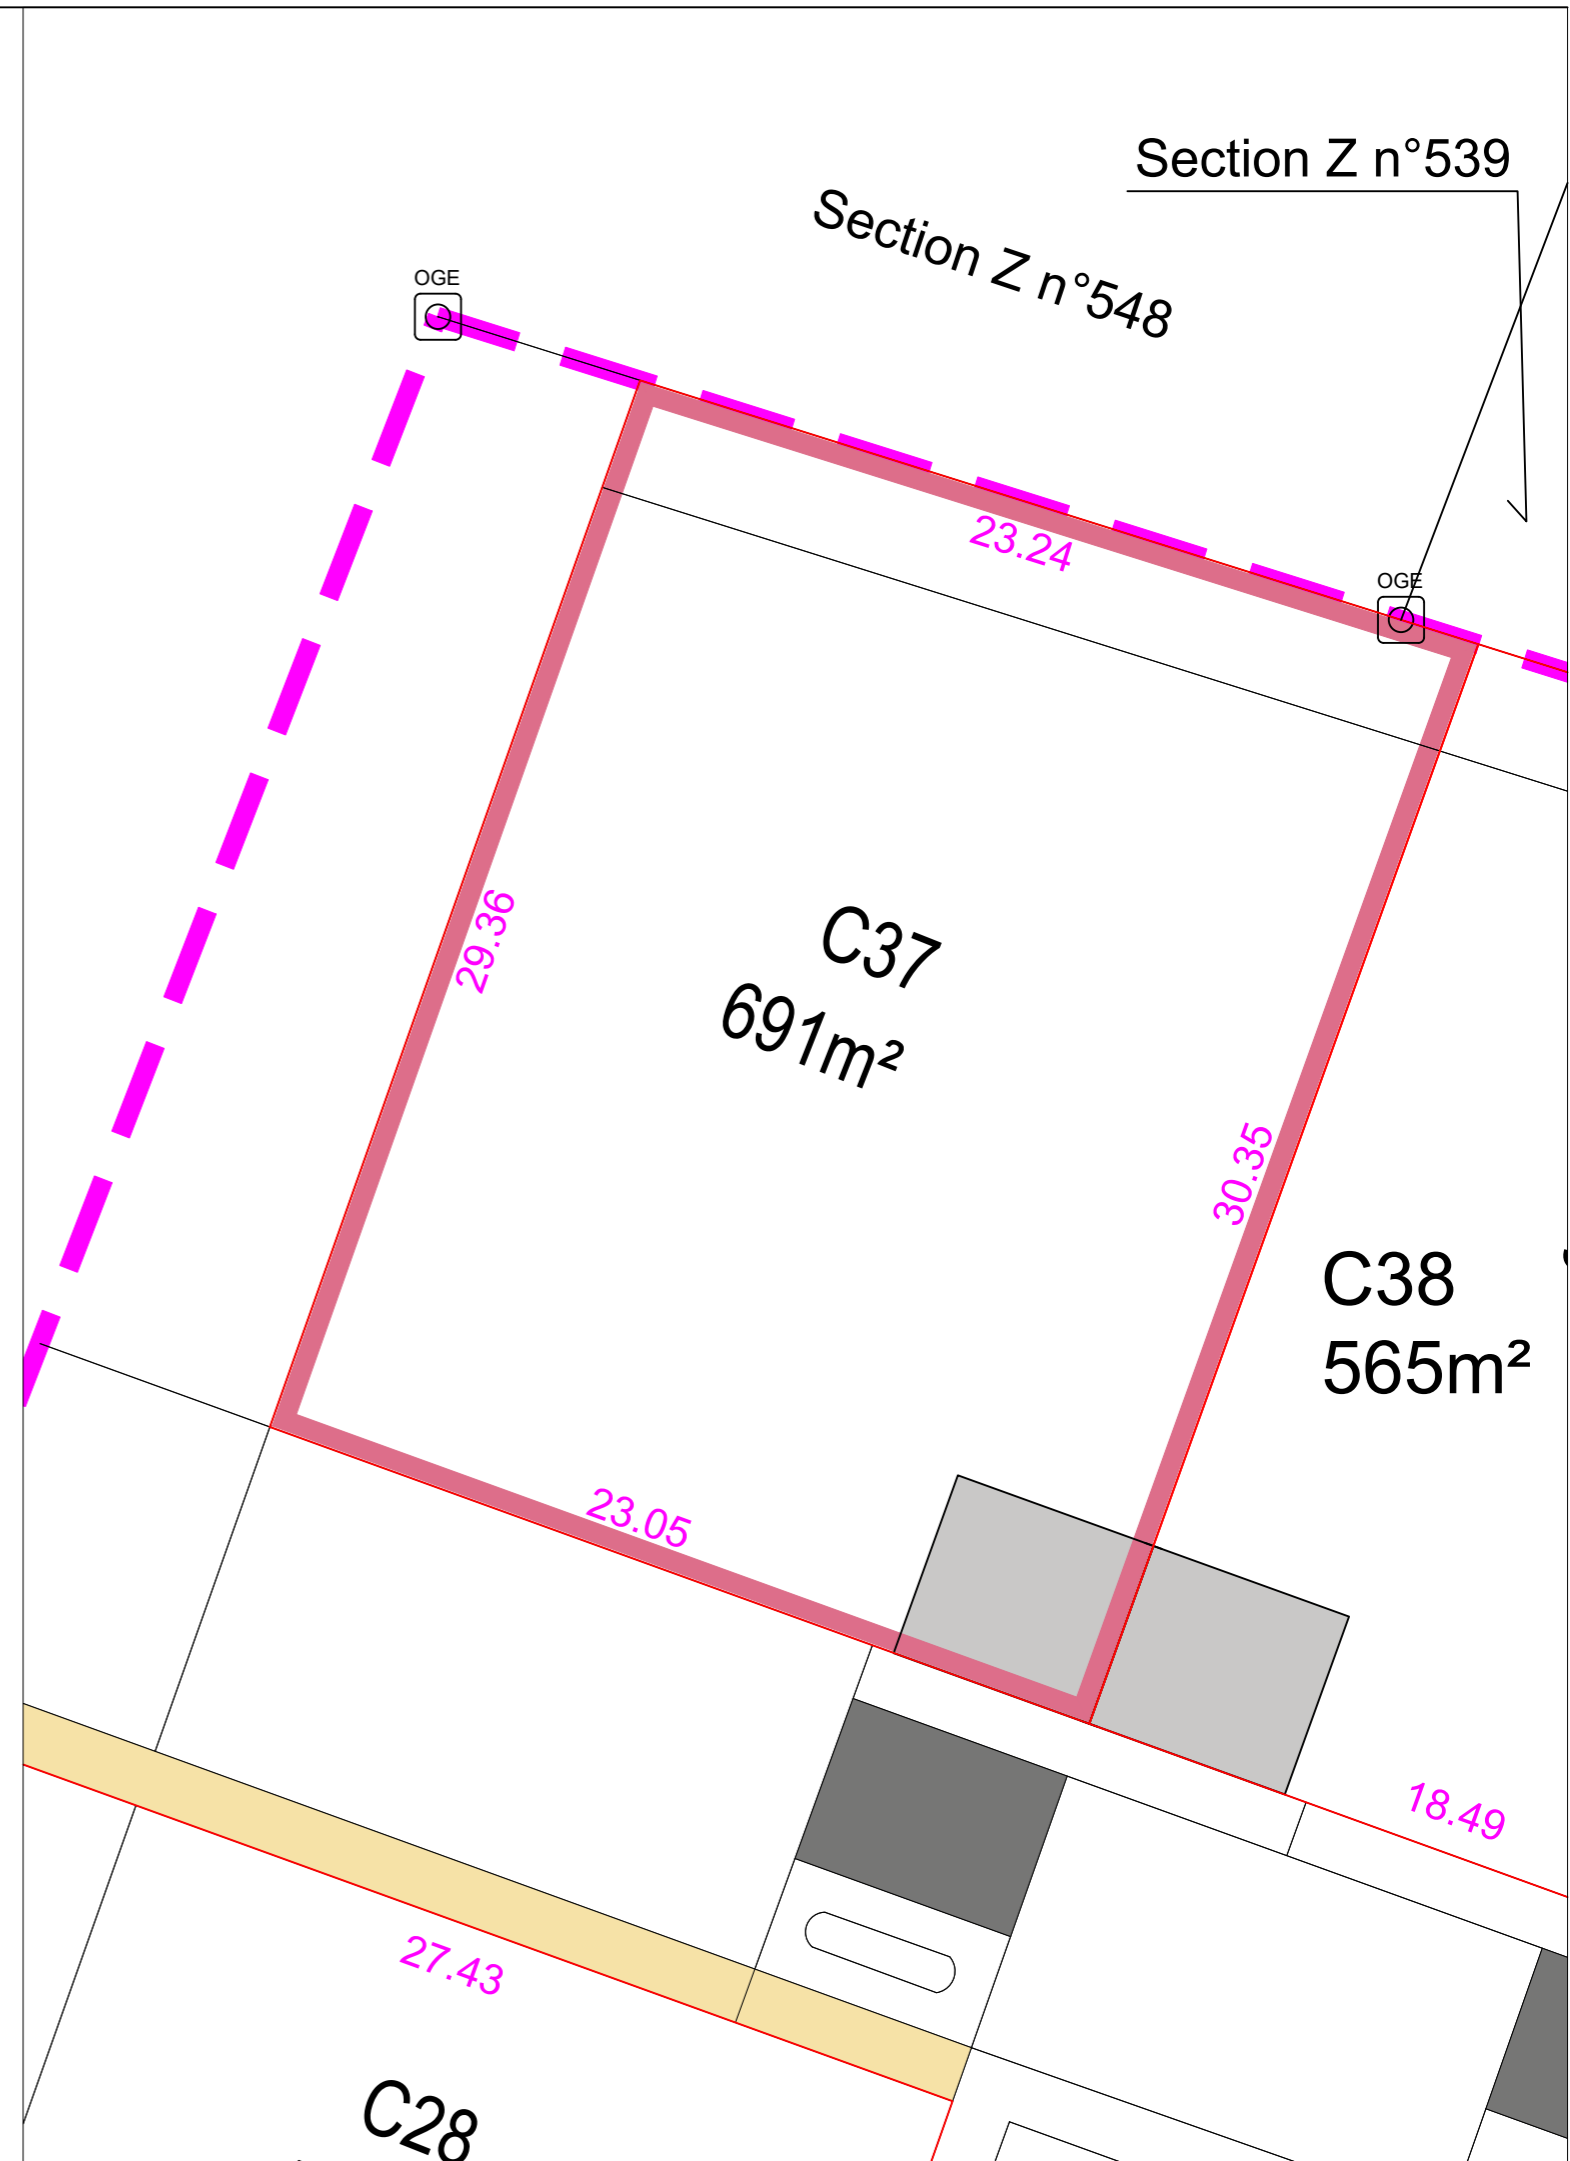 Section Z n°539
Section Z n°548
OGE
OGE
23.24
29.36
C37
691m²
30.35
C38
565m²
23.05
18.49
27.43
C28